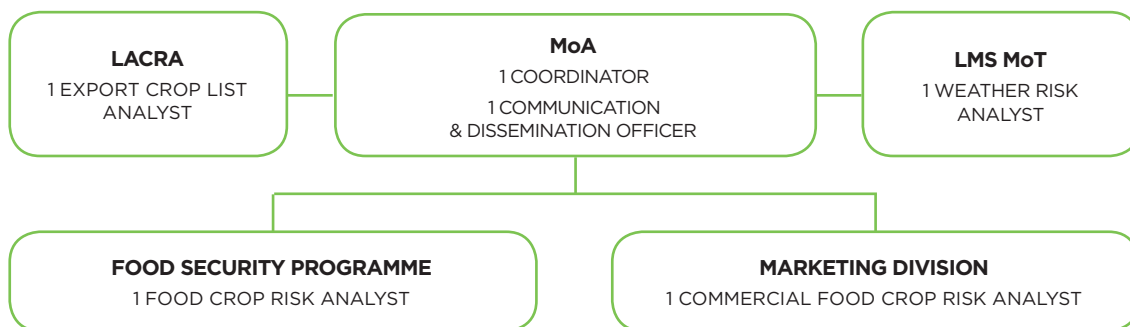 LACRA
1 EXPORT CROP LIST
ANALYST
MoA
1 COORDINATOR
1 COMMUNICATION
& DISSEMINATION OFFICER
LMS MoT
1 WEATHER RISK
ANALYST
FOOD SECURITY PROGRAMME
1 FOOD CROP RISK ANALYST
MARKETING DIVISION
1 COMMERCIAL FOOD CROP RISK ANALYST